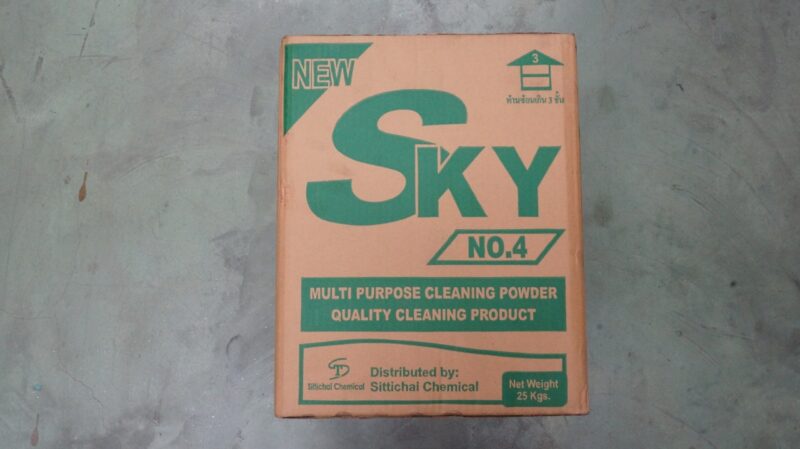 NEW
3
ห้ามซ้อนเกิน 3 ชั้น
SKY
NO.4
MULTI PURPOSE CLEANING POWDER
QUALITY CLEANING PRODUCT
Sittichai Chemical
Distributed by:
Sittichai Chemical
Net Weight
25 Kgs.